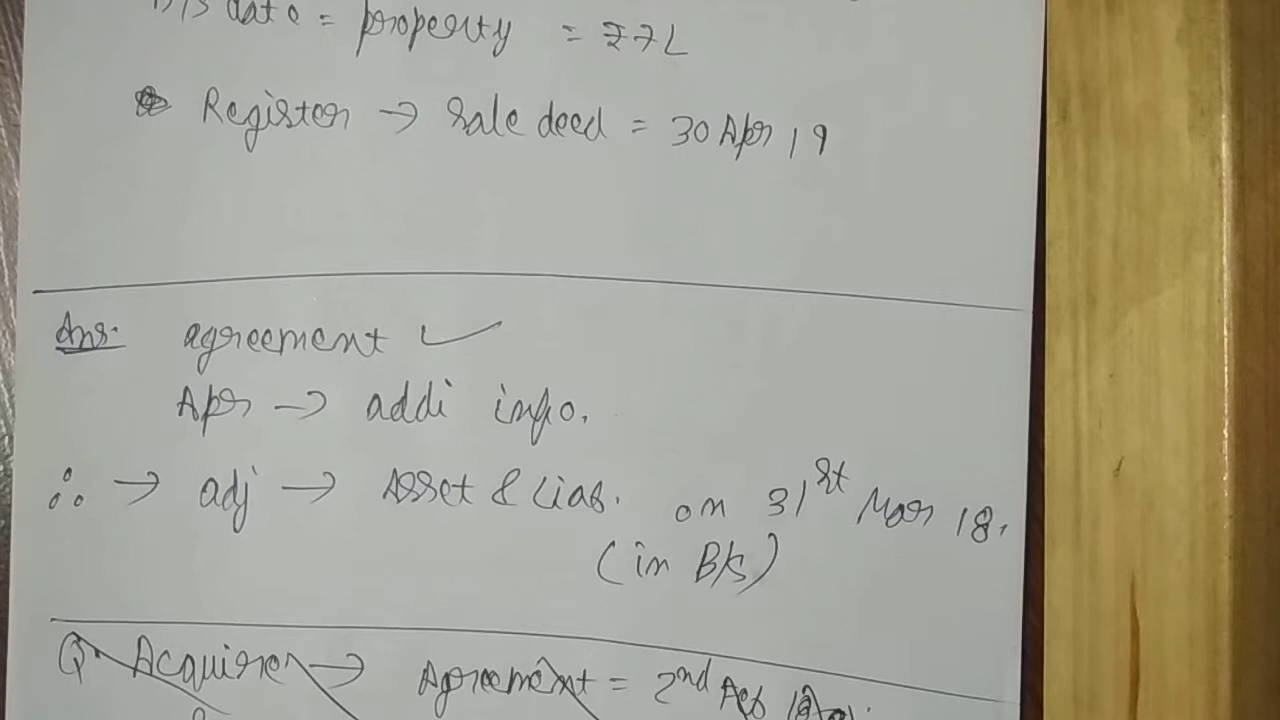 B/S date = property = ₹7L
Register → Sale deed = 30 Apr 19
Ans: agreement ✓
Apr → addi info.
∴ → adj → Asset & Liab. on 31st Mar 18.
(in B/S)
Q. Acquirer → Agreement = 2nd